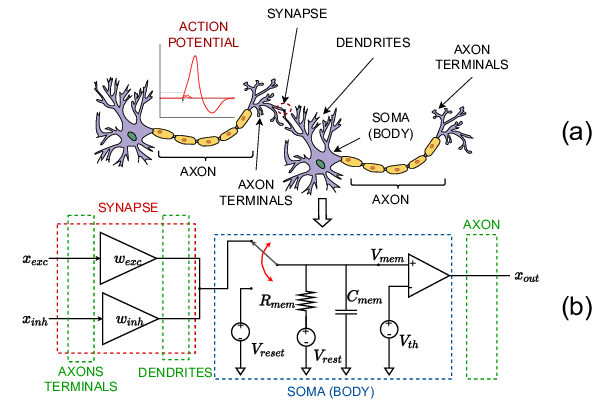 SYNAPSE
ACTION
POTENTIAL
DENDRITES
AXON
TERMINALS
SOMA
(BODY)
(a)
AXON
AXON
TERMINALS
AXON
SYNAPSE
AXON
x_exc
w_exc
V_mem
x_out
R_mem
C_mem
x_inh
w_inh
(b)
V_reset
V_rest
V_th
AXONS
TERMINALS
DENDRITES
SOMA (BODY)